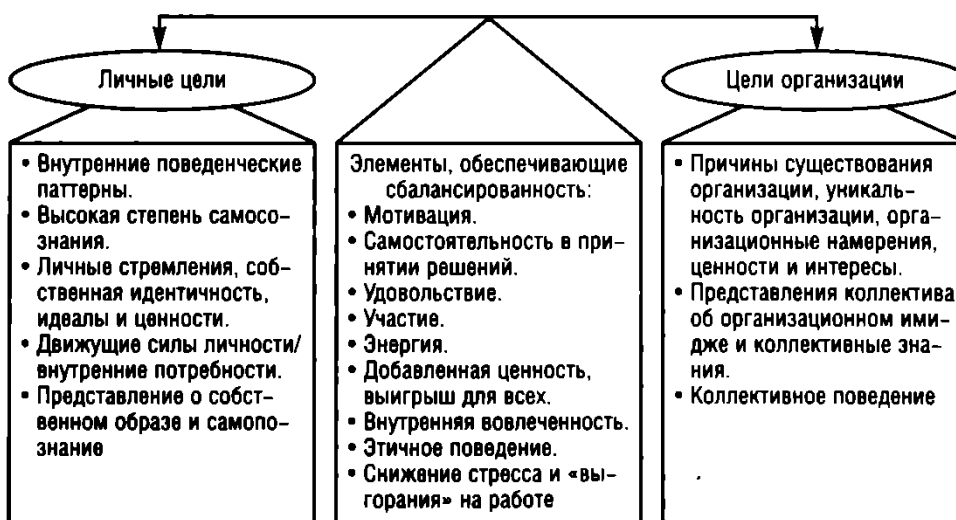 Личные цели
• Внутренние поведенческие
паттерны.
• Высокая степень самосо-
знания.
• Личные стремления, соб-
ственная идентичность,
идеалы и ценности.
• Движущие силы личности/
внутренние потребности.
• Представление о собст-
венном образе и самопо-
знание
Элементы, обеспечивающие
сбалансированность:
• Мотивация.
• Самостоятельность в при-
нятии решений.
• Удовольствие.
• Участие.
• Энергия.
• Добавленная ценность,
выигрыш для всех.
• Внутренняя вовлеченность.
• Этичное поведение.
• Снижение стресса и «вы-
горания» на работе
Цели организации
• Причины существования
организации, уникаль-
ность организации, орга-
низационные намерения,
ценности и интересы.
• Представления коллектива
об организационном ими-
дже и коллективные зна-
ния.
• Коллективное поведение